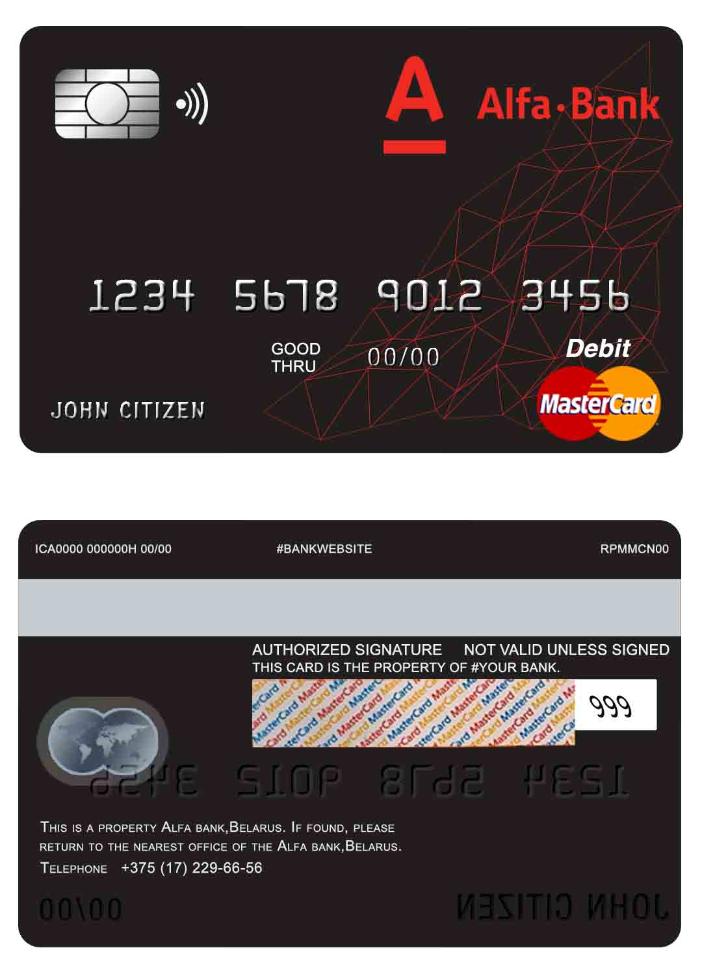 A Alfa·Bank
1234 5678 9012 3456
GOOD
THRU 00/00
Debit
JOHN CITIZEN
MasterCard
ICA0000 000000H 00/00 #BANKWEBSITE RPMMCN00
AUTHORIZED SIGNATURE NOT VALID UNLESS SIGNED
THIS CARD IS THE PROPERTY OF #YOUR BANK.
MasterCard MasterCard MasterCard
999
1234 5678 9012 3456
THIS IS A PROPERTY ALFA BANK,BELARUS. IF FOUND, PLEASE
RETURN TO THE NEAREST OFFICE OF THE ALFA BANK,BELARUS.
TELEPHONE +375 (17) 229-66-56
00/00 JOHN CITIZEN